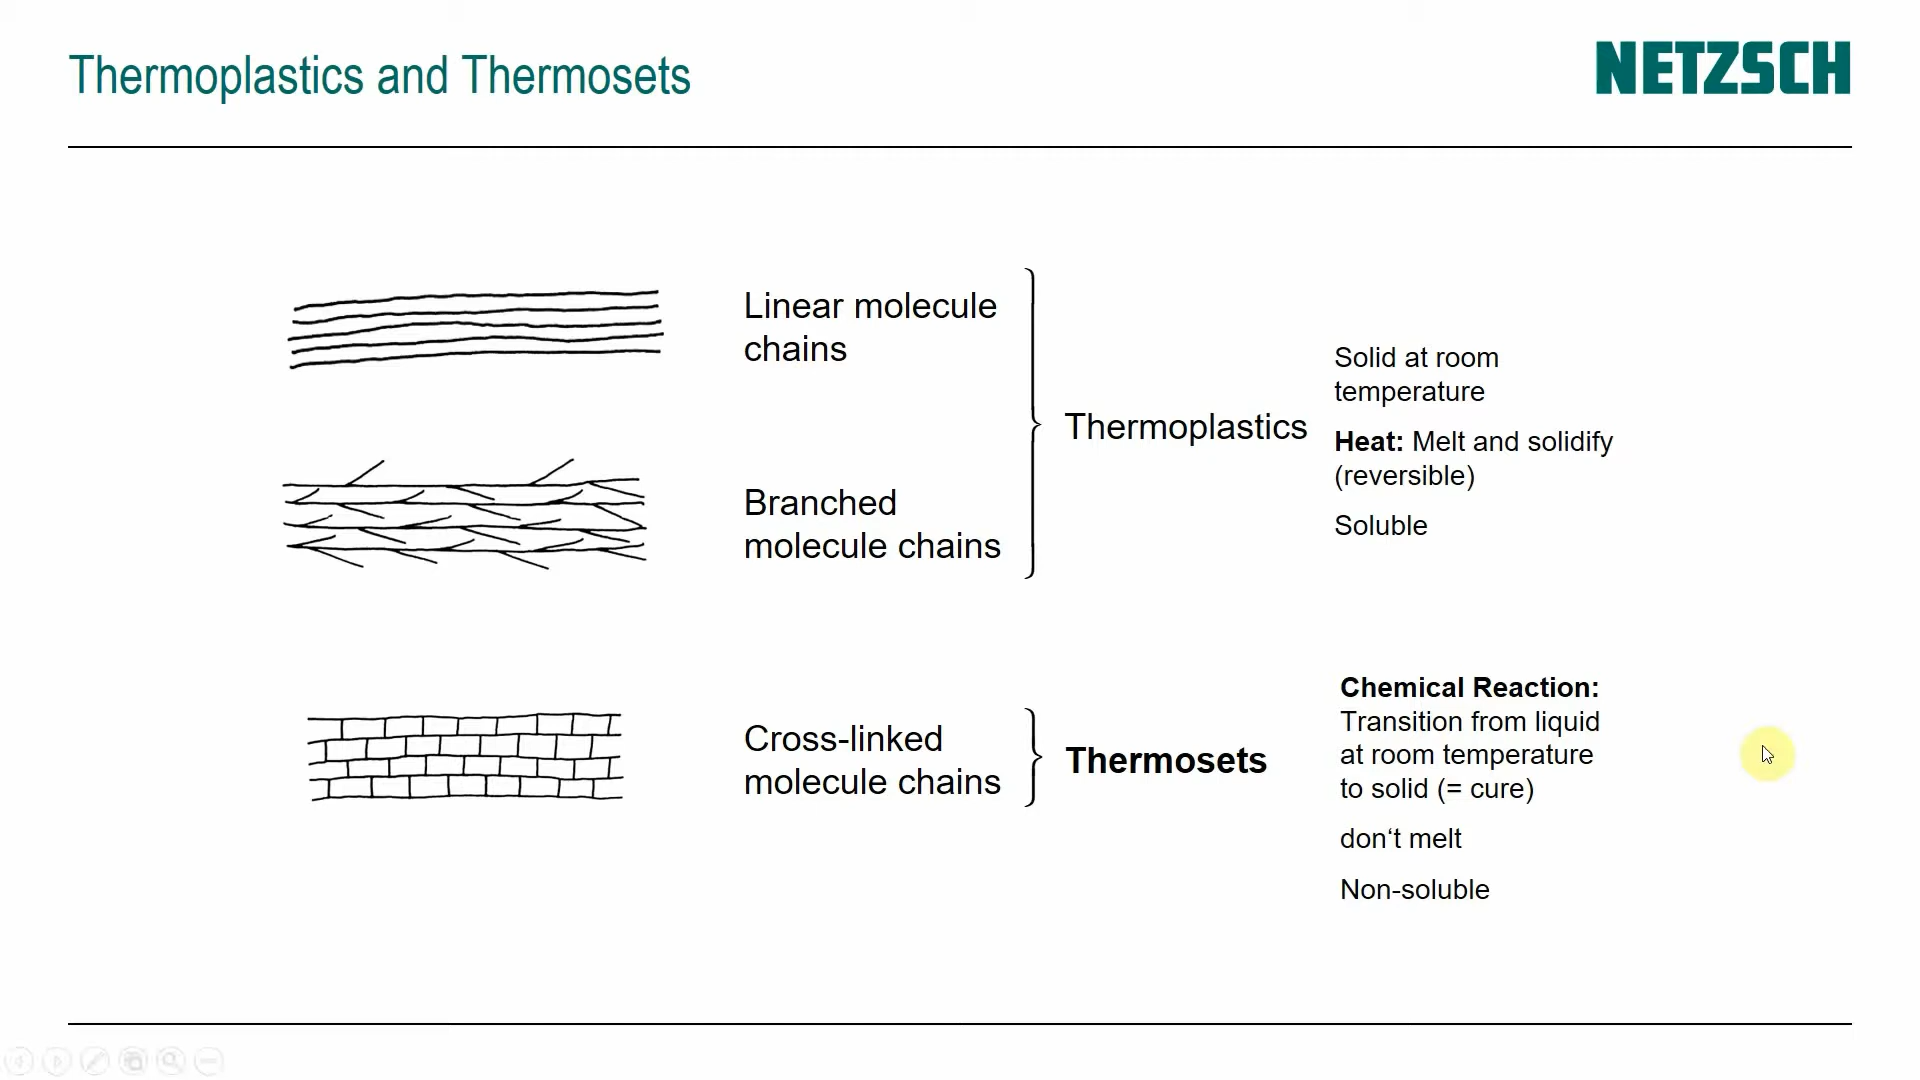 Thermoplastics and Thermosets
NETZSCH
Linear molecule
chains
Branched
molecule chains
Thermoplastics
Solid at room
temperature
Heat: Melt and solidify
(reversible)
Soluble
Cross-linked
molecule chains
Thermosets
Chemical Reaction:
Transition from liquid
at room temperature
to solid (= cure)
don‘t melt
Non-soluble